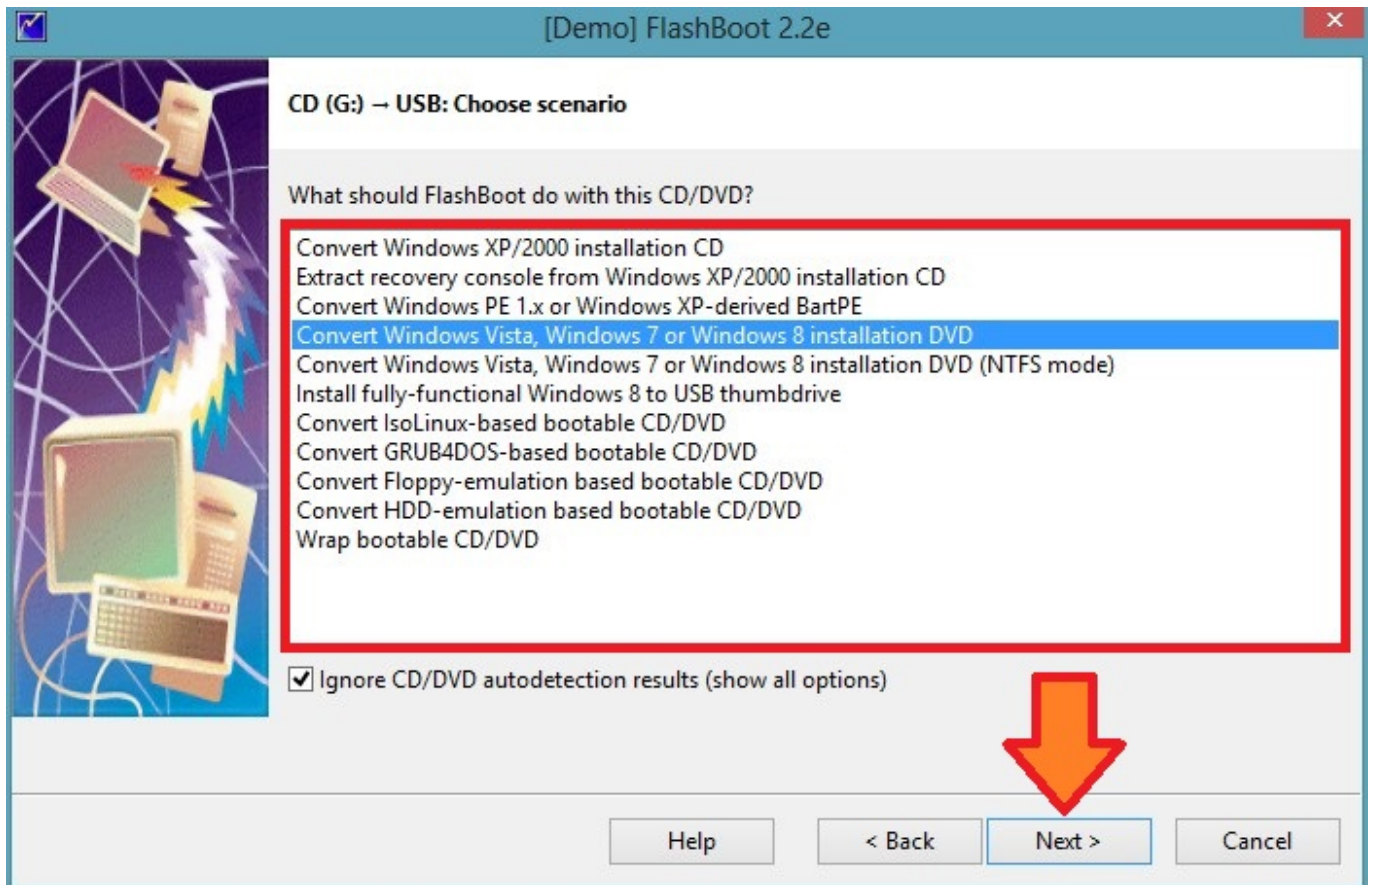 [Demo] FlashBoot 2.2e
CD (G:) → USB: Choose scenario
What should FlashBoot do with this CD/DVD?
Convert Windows XP/2000 installation CD
Extract recovery console from Windows XP/2000 installation CD
Convert Windows PE 1.x or Windows XP-derived BartPE
Convert Windows Vista, Windows 7 or Windows 8 installation DVD
Convert Windows Vista, Windows 7 or Windows 8 installation DVD (NTFS mode)
Install fully-functional Windows 8 to USB thumbdrive
Convert IsoLinux-based bootable CD/DVD
Convert GRUB4DOS-based bootable CD/DVD
Convert Floppy-emulation based bootable CD/DVD
Convert HDD-emulation based bootable CD/DVD
Wrap bootable CD/DVD
Ignore CD/DVD autodetection results (show all options)
Help
< Back
Next >
Cancel